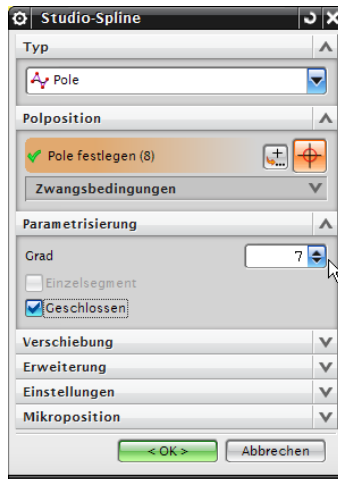 Studio-Spline
Typ
Pole
Polposition
Pole festlegen (8)
Zwangsbedingungen
Parametrisierung
Grad
7
Einzelsegment
Geschlossen
Verschiebung
Erweiterung
Einstellungen
Mikroposition
< OK >
Abbrechen